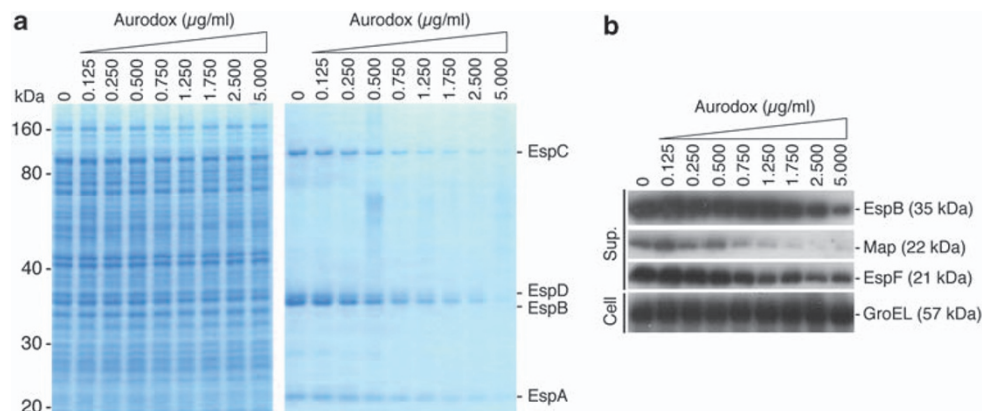 a
Aurodox (µg/ml)
0 0.125 0.250 0.500 0.750 1.250 1.750 2.500 5.000
kDa
160
80
40
30
20
Aurodox (µg/ml)
0 0.125 0.250 0.500 0.750 1.250 1.750 2.500 5.000
EspC
EspD
EspB
EspA
b
Aurodox (µg/ml)
0 0.125 0.250 0.500 0.750 1.250 1.750 2.500 5.000
Sup.
EspB (35 kDa)
Map (22 kDa)
EspF (21 kDa)
Cell
GroEL (57 kDa)